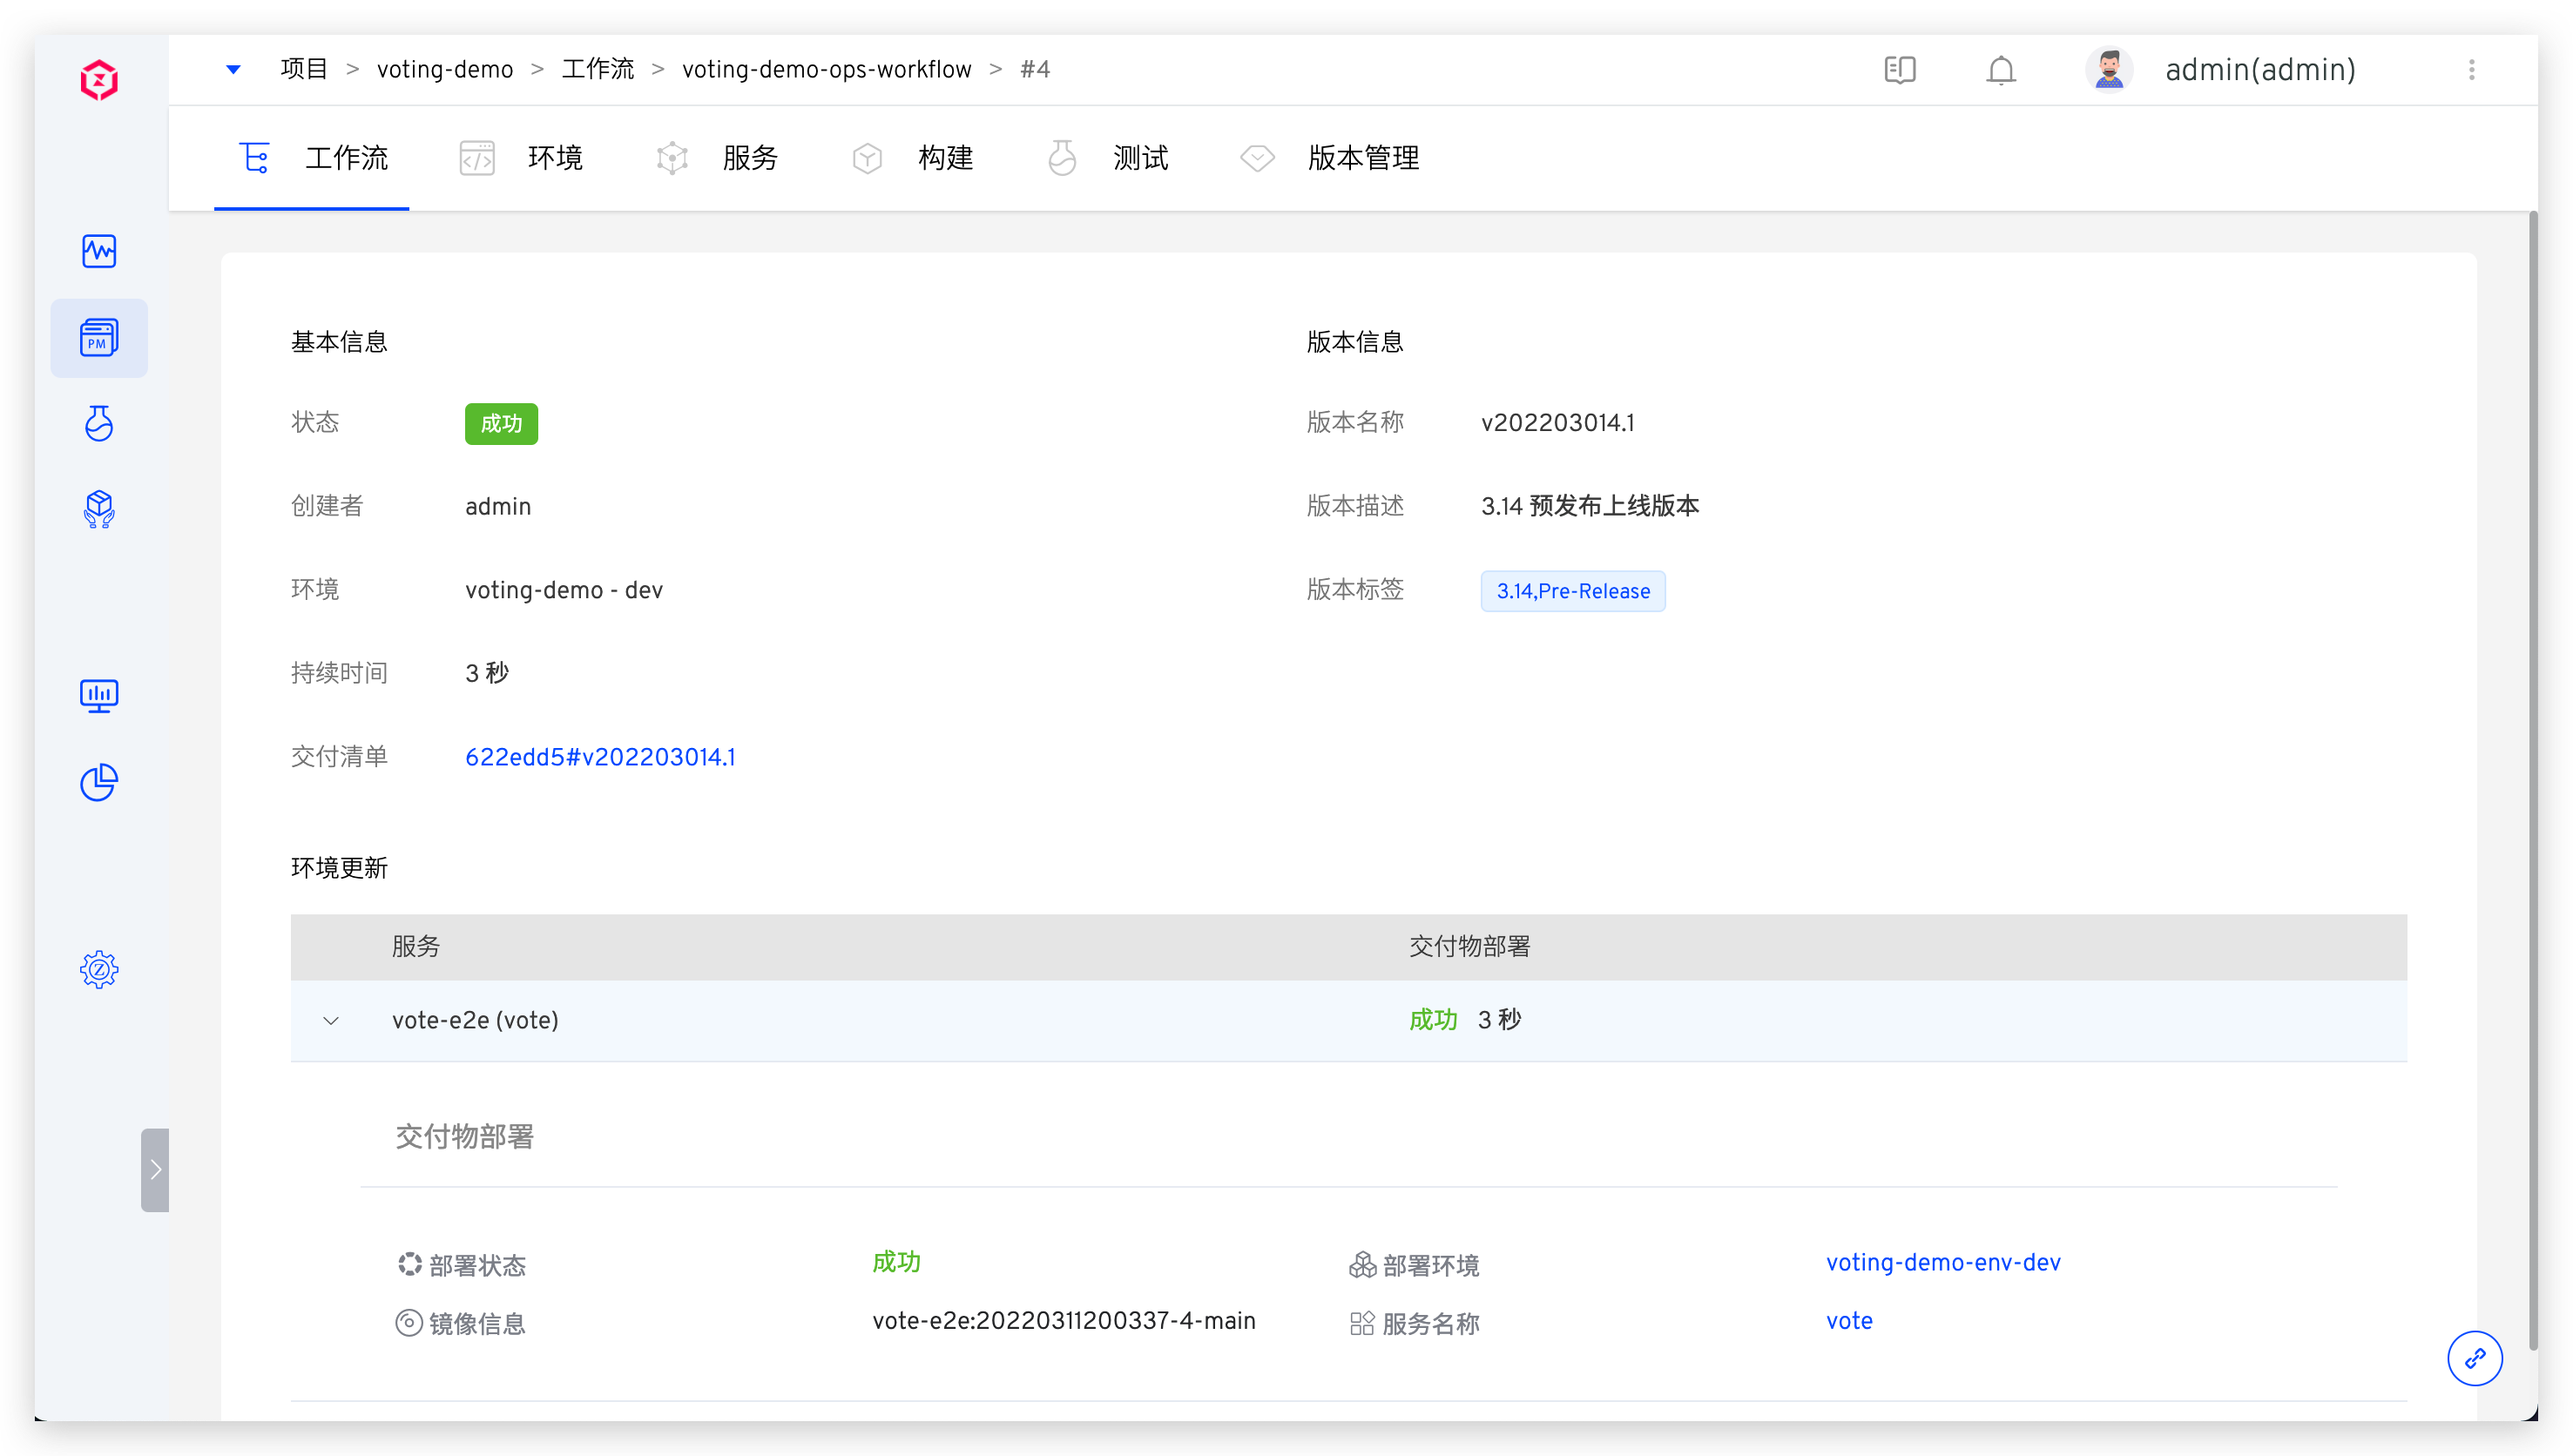 项目 > voting-demo > 工作流 > voting-demo-ops-workflow > #4
admin(admin)
工作流 环境 服务 构建 测试 版本管理
PM
基本信息
状态 成功
创建者 admin
环境 voting-demo - dev
持续时间 3 秒
交付清单 622edd5#v202203014.1
版本信息
版本名称 v202203014.1
版本描述 3.14 预发布上线版本
版本标签 3.14,Pre-Release
环境更新
服务 交付物部署
vote-e2e (vote) 成功 3 秒
交付物部署
部署状态 成功 部署环境 voting-demo-env-dev
镜像信息 vote-e2e:20220311200337-4-main 服务名称 vote